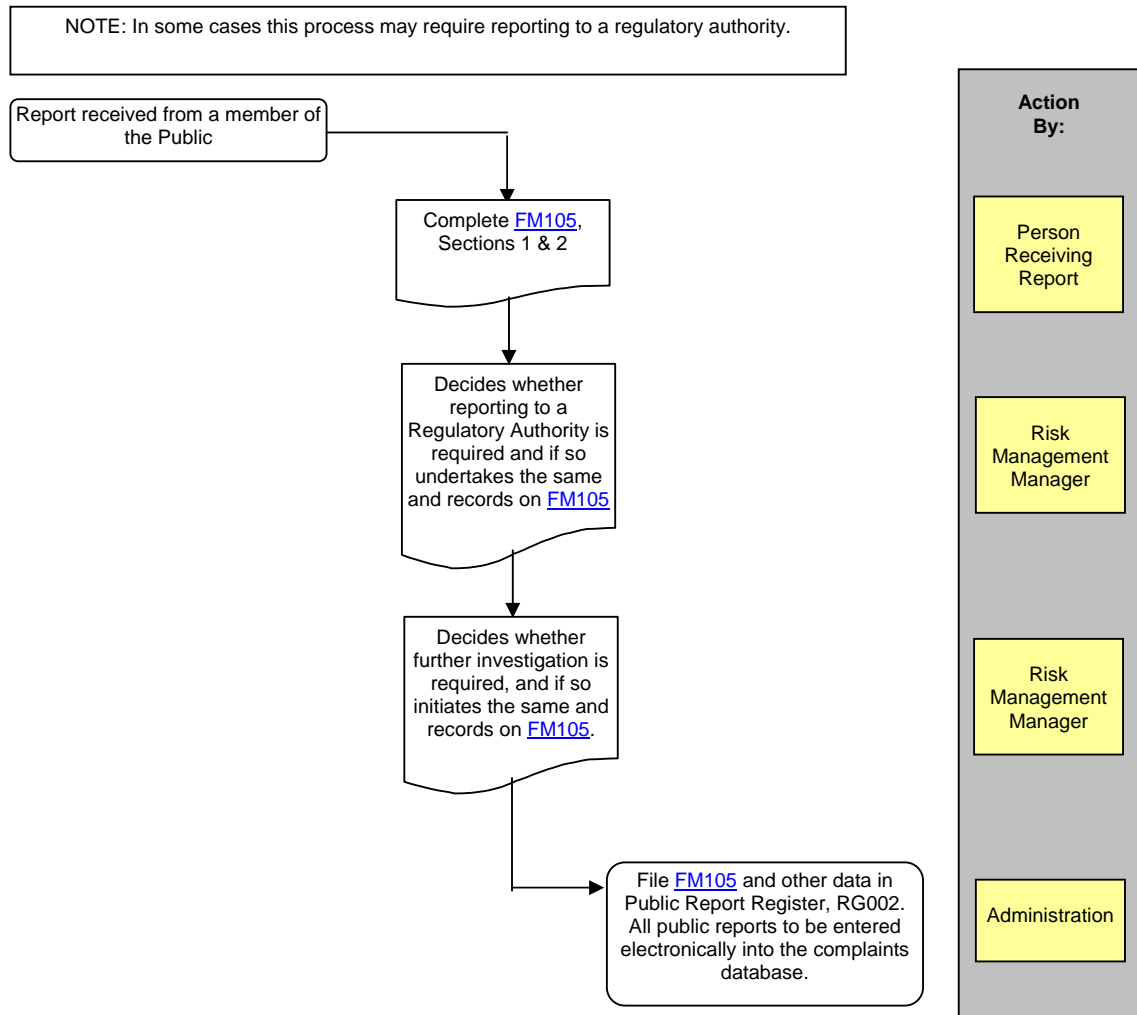 NOTE: In some cases this process may require reporting to a regulatory authority.
Report received from a member of
the Public
Action
By:
Complete FM105,
Sections 1 & 2
Person
Receiving
Report
Decides whether
reporting to a
Regulatory Authority is
required and if so
undertakes the same
and records on FM105
Risk
Management
Manager
Decides whether
further investigation is
required, and if so
initiates the same and
records on FM105.
Risk
Management
Manager
File FM105 and other data in
Public Report Register, RG002.
All public reports to be entered
electronically into the complaints
database.
Administration